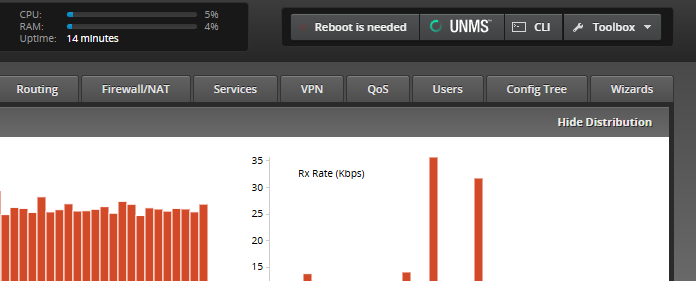 CPU: 5%
RAM: 4%
Uptime: 14 minutes
Reboot is needed
UNMS™
CLI
Toolbox
Routing Firewall/NAT Services VPN QoS Users Config Tree Wizards
Hide Distribution
Rx Rate (Kbps)
35
30
25
20
15